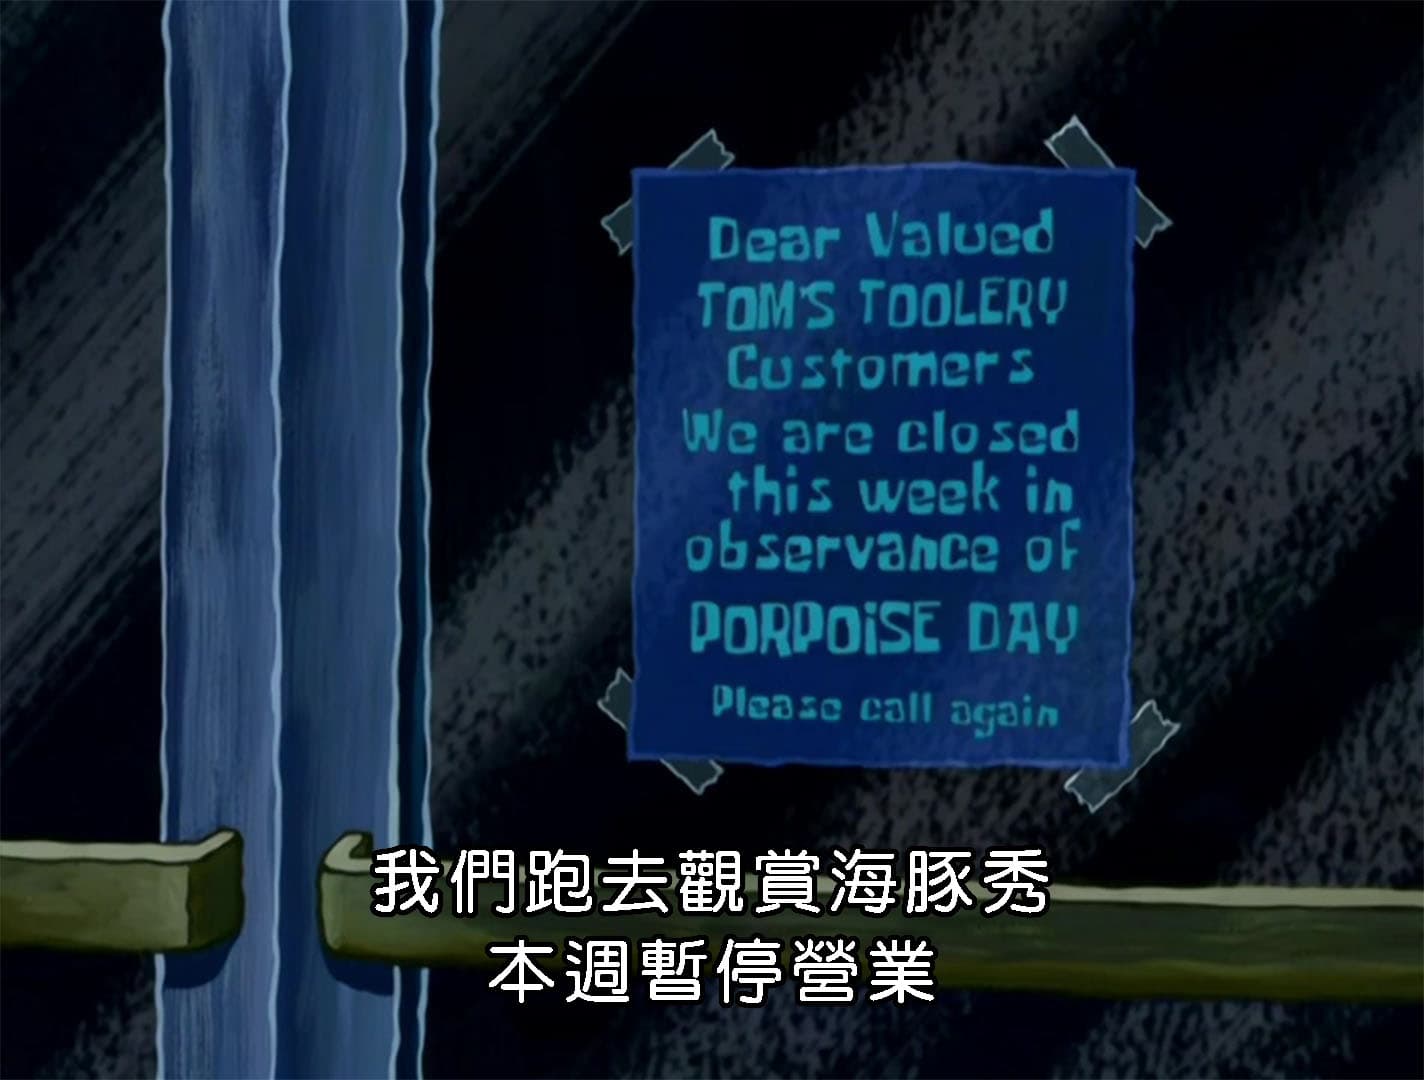 Dear Valued
TOM'S TOOLERY
Customers
We are closed
this week in
observance of
PORPOiSE DAY
Please call again
我們跑去觀賞海豚秀
本週暫停營業